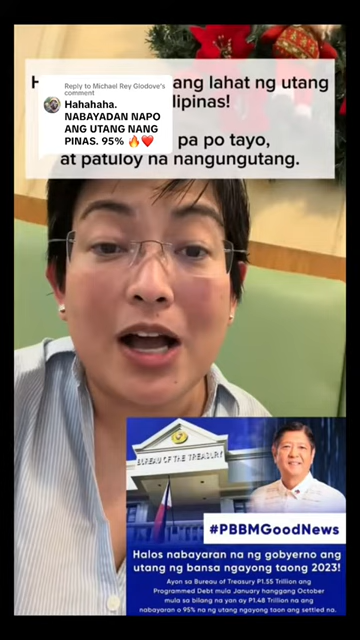 ang lahat ng utang
lipinas!
pa po tayo,
at patuloy na nangungutang.
Reply to Michael Rey Glodove's
comment
Hahahaha.
NABAYADAN NAPO
ANG UTANG NANG
PINAS. 95% 🔥❤️
BUREAU OF THE TREASURY
#PBBMGoodNews
Halos nabayaran na ng gobyerno ang
utang ng bansa ngayong taong 2023!
Ayon sa Bureau of Treasury P1.55 Trillion ang
Programmed Debt mula January hanggang October
mula sa bilang na yan ay P1.48 Trillion na ang
nabayaran o 95% na ng utang ngayong taon ang settled na.